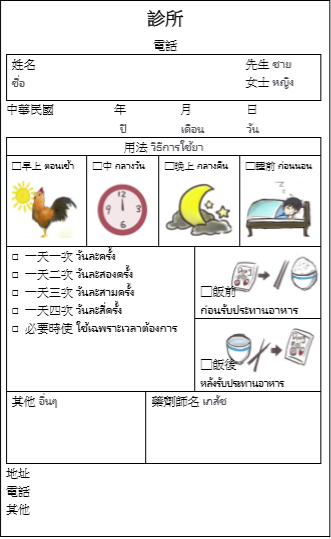 診所
電話
姓名 先生 ชาย
ชื่อ 女士 หญิง
中華民國 年 月 日
ปี เดือน วัน
用法 วิธีการใช้ยา
□早上 ตอนเช้า □中 กลางวัน □晚上 กลางคืน □睡前 ก่อนนอน
□ 一天一次 วันละครั้ง
□ 一天二次 วันละสองครั้ง
□ 一天三次 วันละสามครั้ง
□ 一天四次 วันละสี่ครั้ง
□ 必要時使 ใช้เฉพาะเวลาต้องการ
□飯前
ก่อนรับประทานอาหาร
□飯後
หลังรับประทานอาหาร
其他 อื่นๆ
藥劑師名 เภสัช
地址
電話
其他